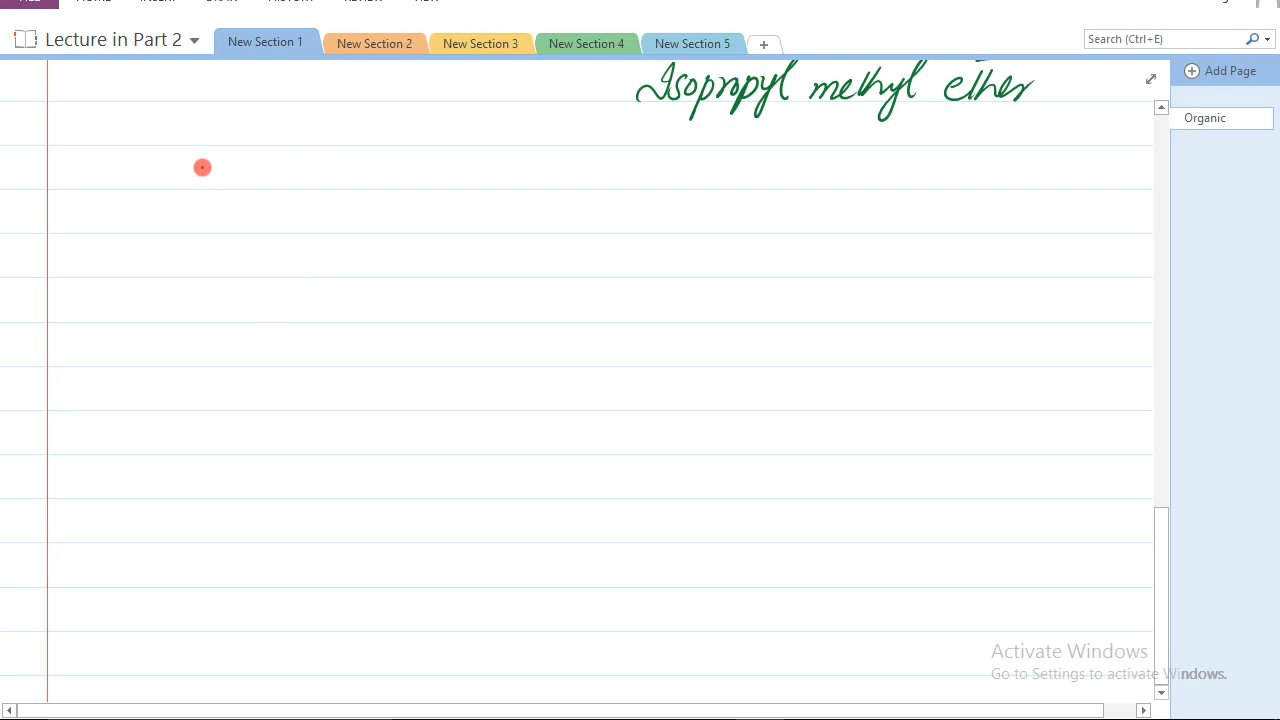 Lecture in Part 2
New Section 1
New Section 2
New Section 3
New Section 4
New Section 5
Search (Ctrl+E)
Add Page
Organic
Isopropyl methyl ether
Activate Windows
Go to Settings to activate Windows.